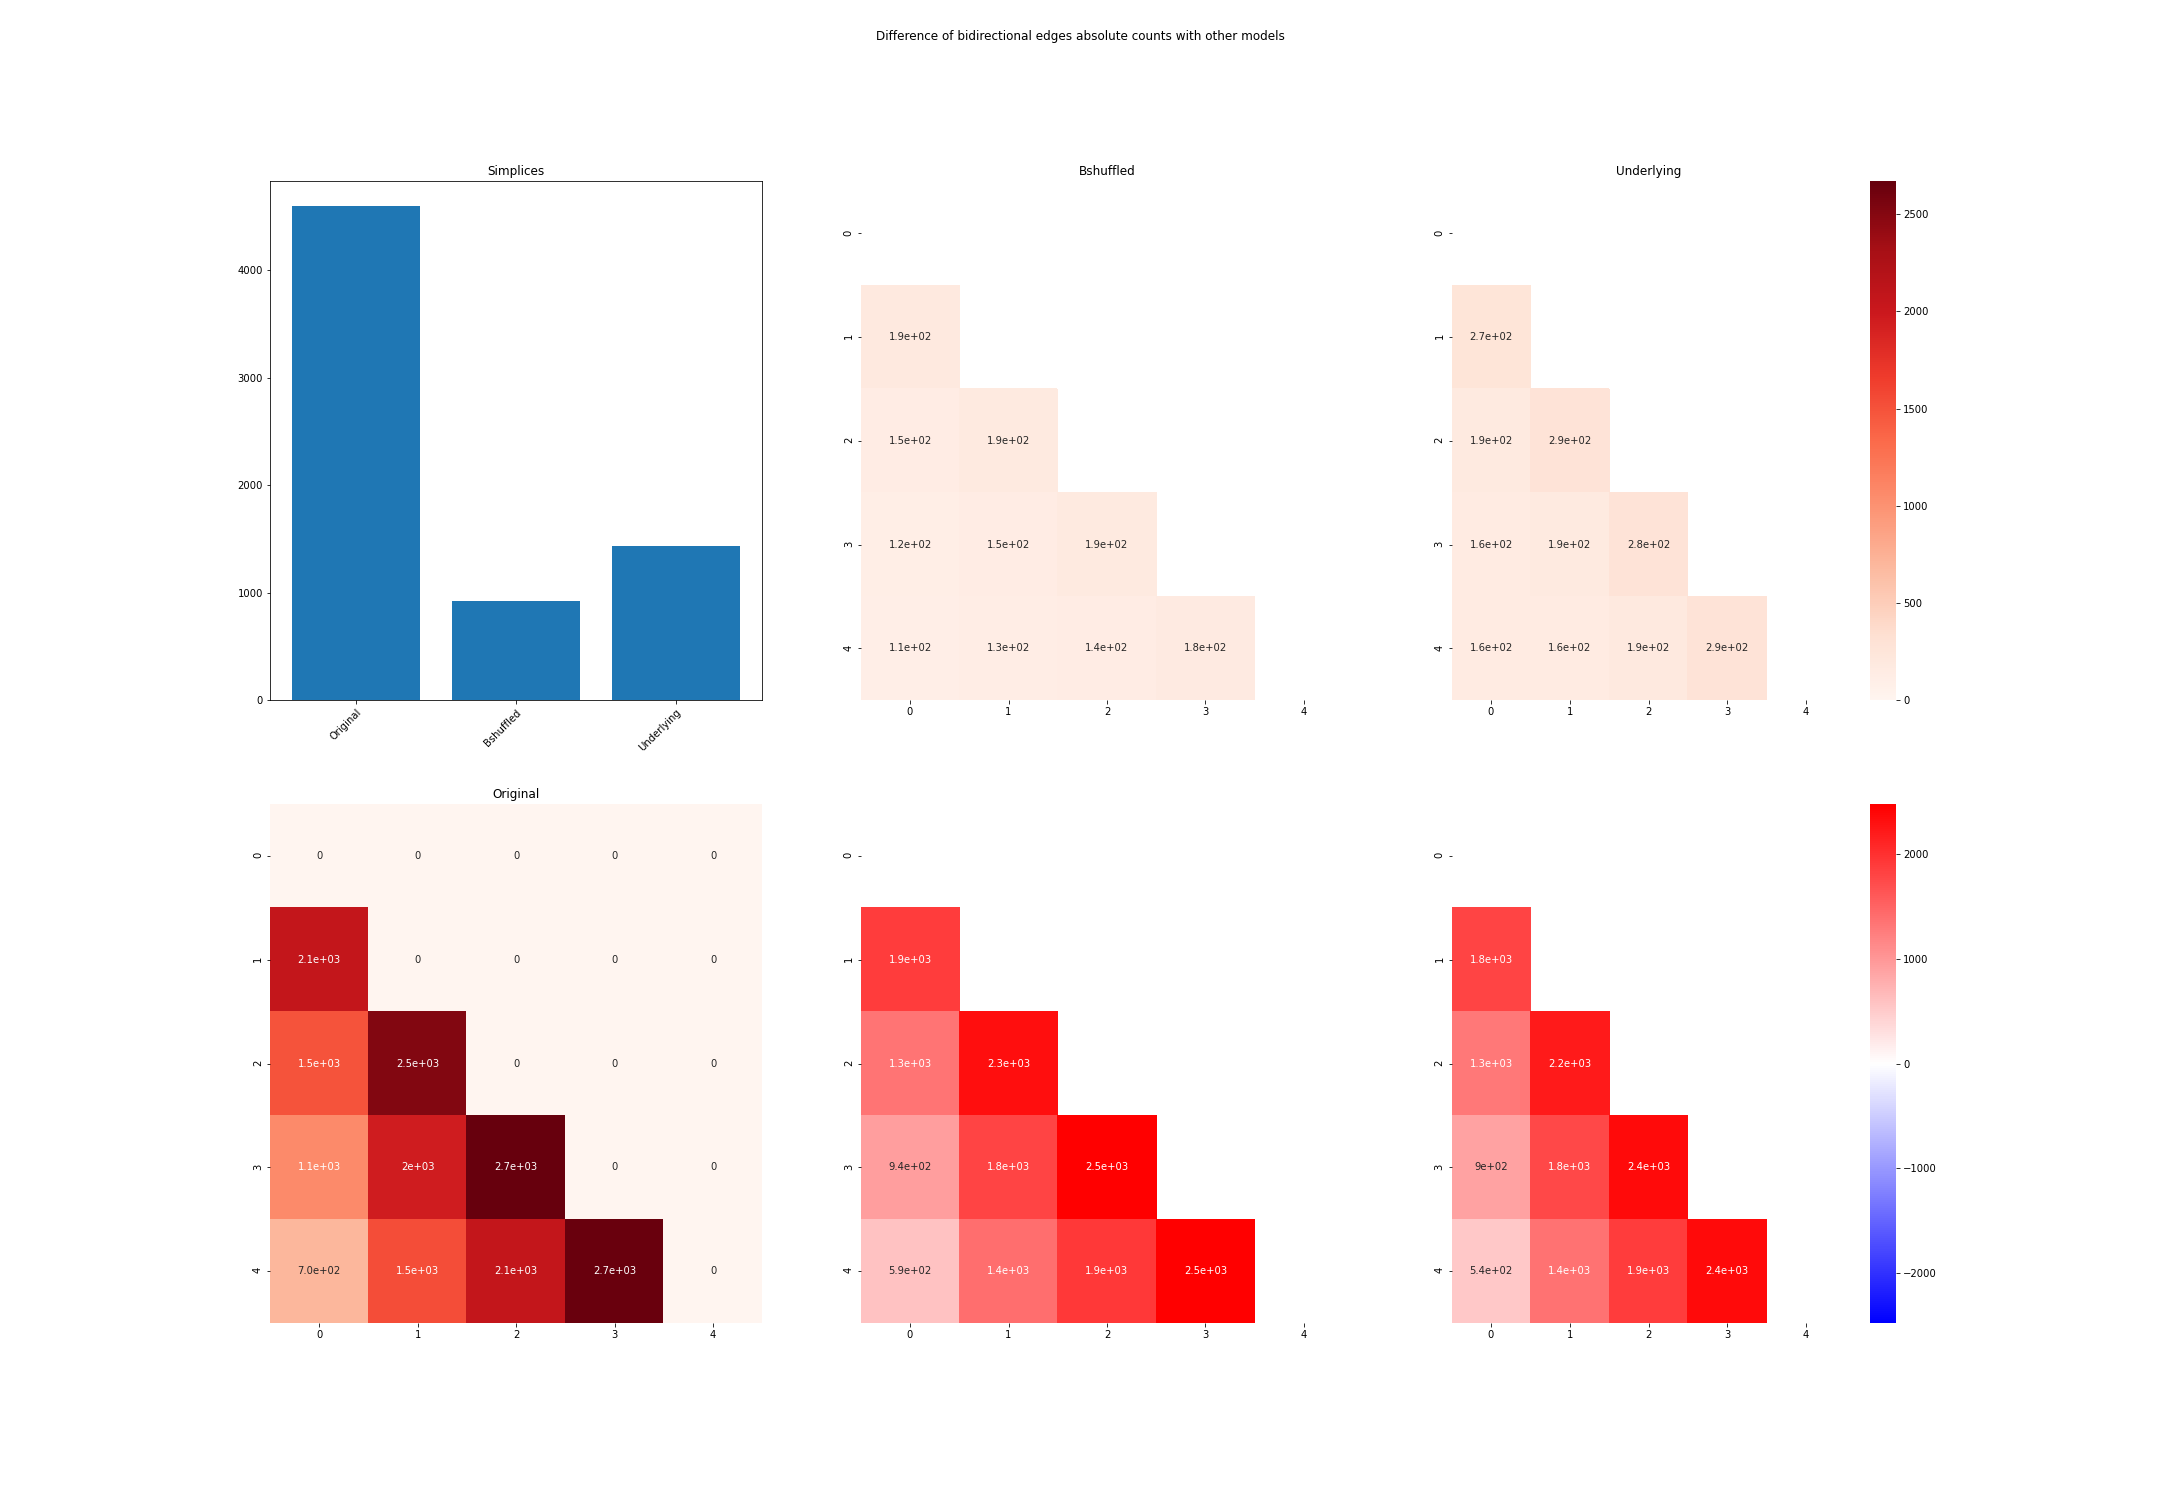 Difference of bidirectional edges absolute counts with other models
Simplices
4000
3000
2000
1000
0
Original
Bshuffled
Underlying
Bshuffled
0
1
1.9e+02
2
1.5e+02 1.9e+02
3
1.2e+02 1.5e+02 1.9e+02
4
1.1e+02 1.3e+02 1.4e+02 1.8e+02
0 1 2 3 4
Underlying
0
1
2.7e+02
2
1.9e+02 2.9e+02
3
1.6e+02 1.9e+02 2.8e+02
4
1.6e+02 1.6e+02 1.9e+02 2.9e+02
0 1 2 3 4
2500
2000
1500
1000
500
0
Original
0
0 0 0 0 0
1
2.1e+03 0 0 0 0
2
1.5e+03 2.5e+03 0 0 0
3
1.1e+03 2e+03 2.7e+03 0 0
4
7.0e+02 1.5e+03 2.1e+03 2.7e+03 0
0 1 2 3 4
0
1
1.9e+03
2
1.3e+03 2.3e+03
3
9.4e+02 1.8e+03 2.5e+03
4
5.9e+02 1.4e+03 1.9e+03 2.5e+03
0 1 2 3 4
0
1
1.8e+03
2
1.3e+03 2.2e+03
3
9e+02 1.8e+03 2.4e+03
4
5.4e+02 1.4e+03 1.9e+03 2.4e+03
0 1 2 3 4
2000
1000
0
−1000
−2000